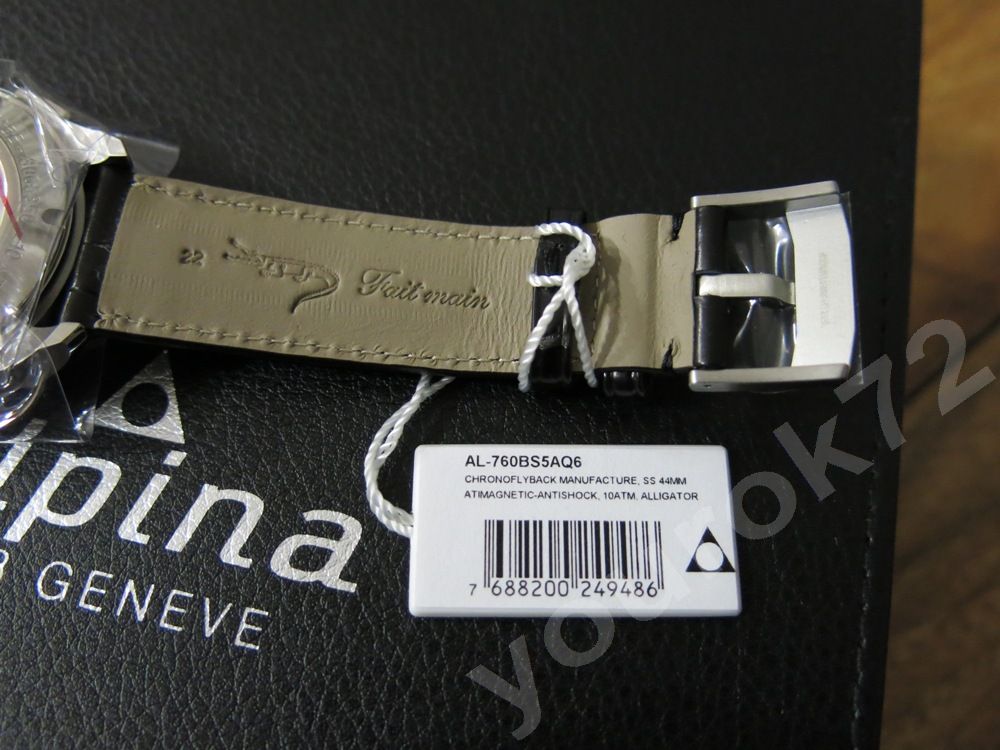 22 Fait main
AL-760BS5AQ6
CHRONOFLYBACK MANUFACTURE, SS 44MM
ATIMAGNETIC-ANTISHOCK, 10ATM, ALLIGATOR
7 688200 249486
lpina
GENEVE
yourok72